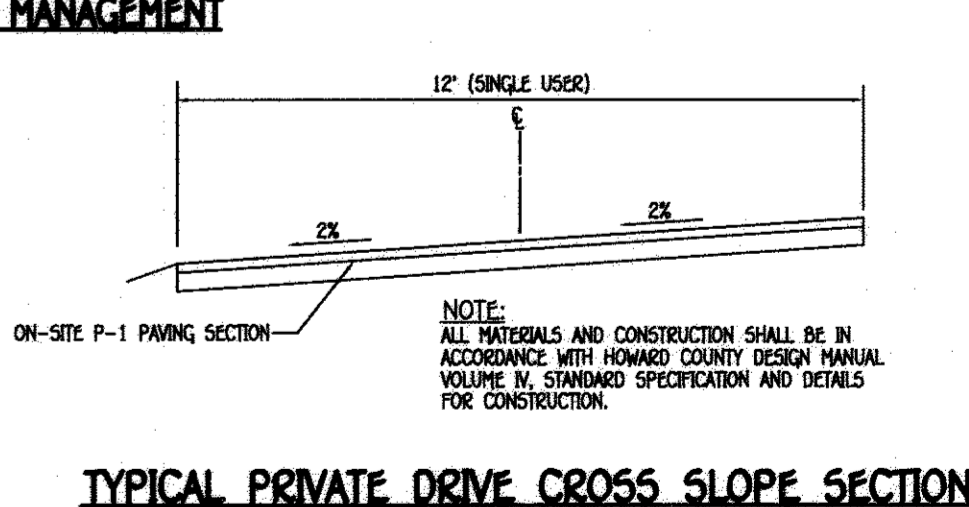 MANAGEMENT
12' (SINGLE USER)
℄
2%
2%
ON-SITE P-1 PAVING SECTION
NOTE:
ALL MATERIALS AND CONSTRUCTION SHALL BE IN
ACCORDANCE WITH HOWARD COUNTY DESIGN MANUAL
VOLUME IV, STANDARD SPECIFICATION AND DETAILS
FOR CONSTRUCTION.
TYPICAL PRIVATE DRIVE CROSS SLOPE SECTION